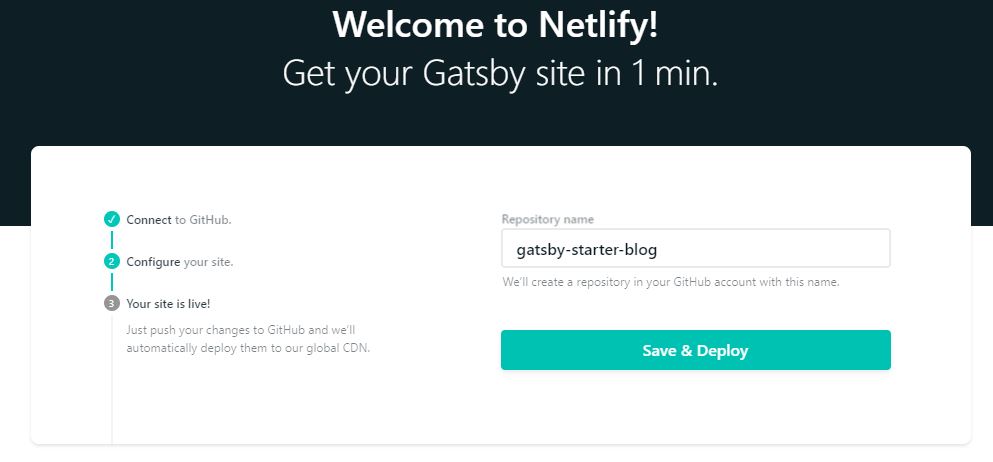 Welcome to Netlify!
Get your Gatsby site in 1 min.
Connect to GitHub.
2 Configure your site.
3 Your site is live!
Just push your changes to GitHub and we'll
automatically deploy them to our global CDN.
Repository name
gatsby-starter-blog
We'll create a repository in your GitHub account with this name.
Save & Deploy